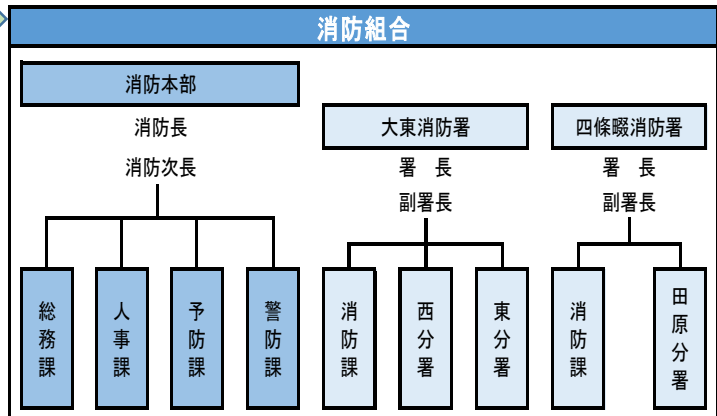 消防組合
消防本部
消防長
消防次長
総務課
人事課
予防課
警防課
大東消防署
署　長
副署長
消防課
西分署
東分署
四條畷消防署
署　長
副署長
消防課
田原分署